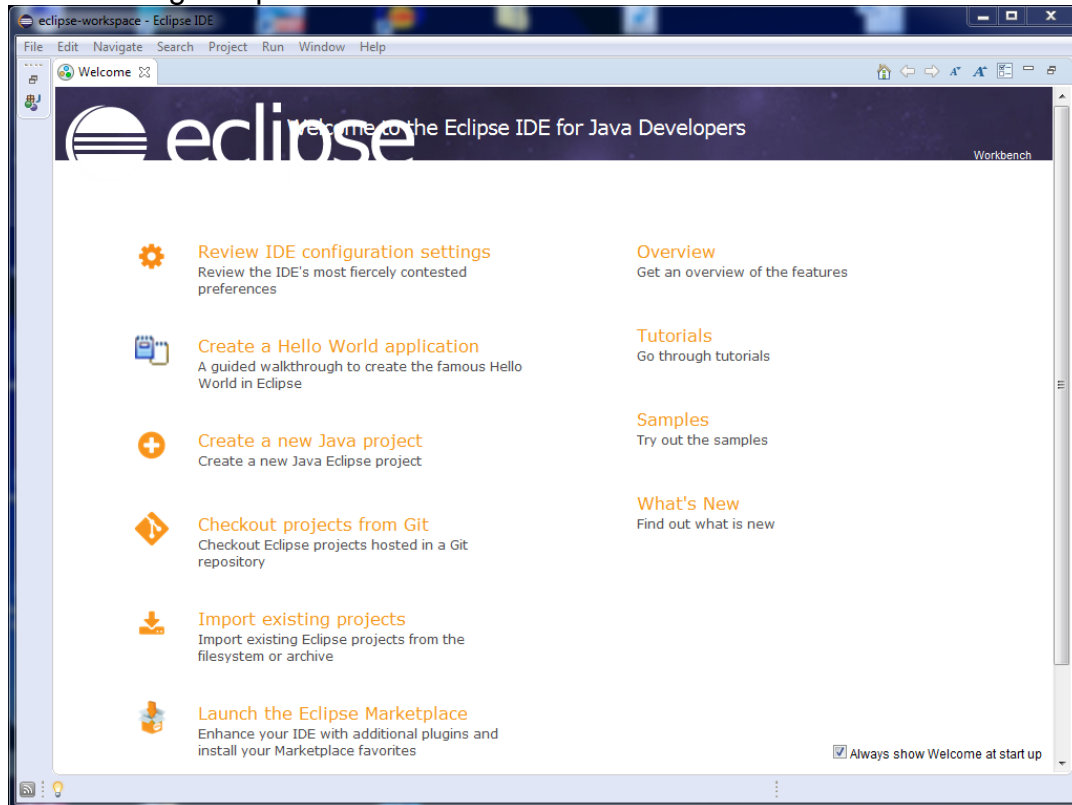 eclipse-workspace - Eclipse IDE
File Edit Navigate Search Project Run Window Help
Welcome
eclipse
Welcome to the Eclipse IDE for Java Developers
Workbench
Review IDE configuration settings
Review the IDE's most fiercely contested
preferences
Create a Hello World application
A guided walkthrough to create the famous Hello
World in Eclipse
Create a new Java project
Create a new Java Eclipse project
Checkout projects from Git
Checkout Eclipse projects hosted in a Git
repository
Import existing projects
Import existing Eclipse projects from the
filesystem or archive
Launch the Eclipse Marketplace
Enhance your IDE with additional plugins and
install your Marketplace favorites
Overview
Get an overview of the features
Tutorials
Go through tutorials
Samples
Try out the samples
What's New
Find out what is new
Always show Welcome at start up